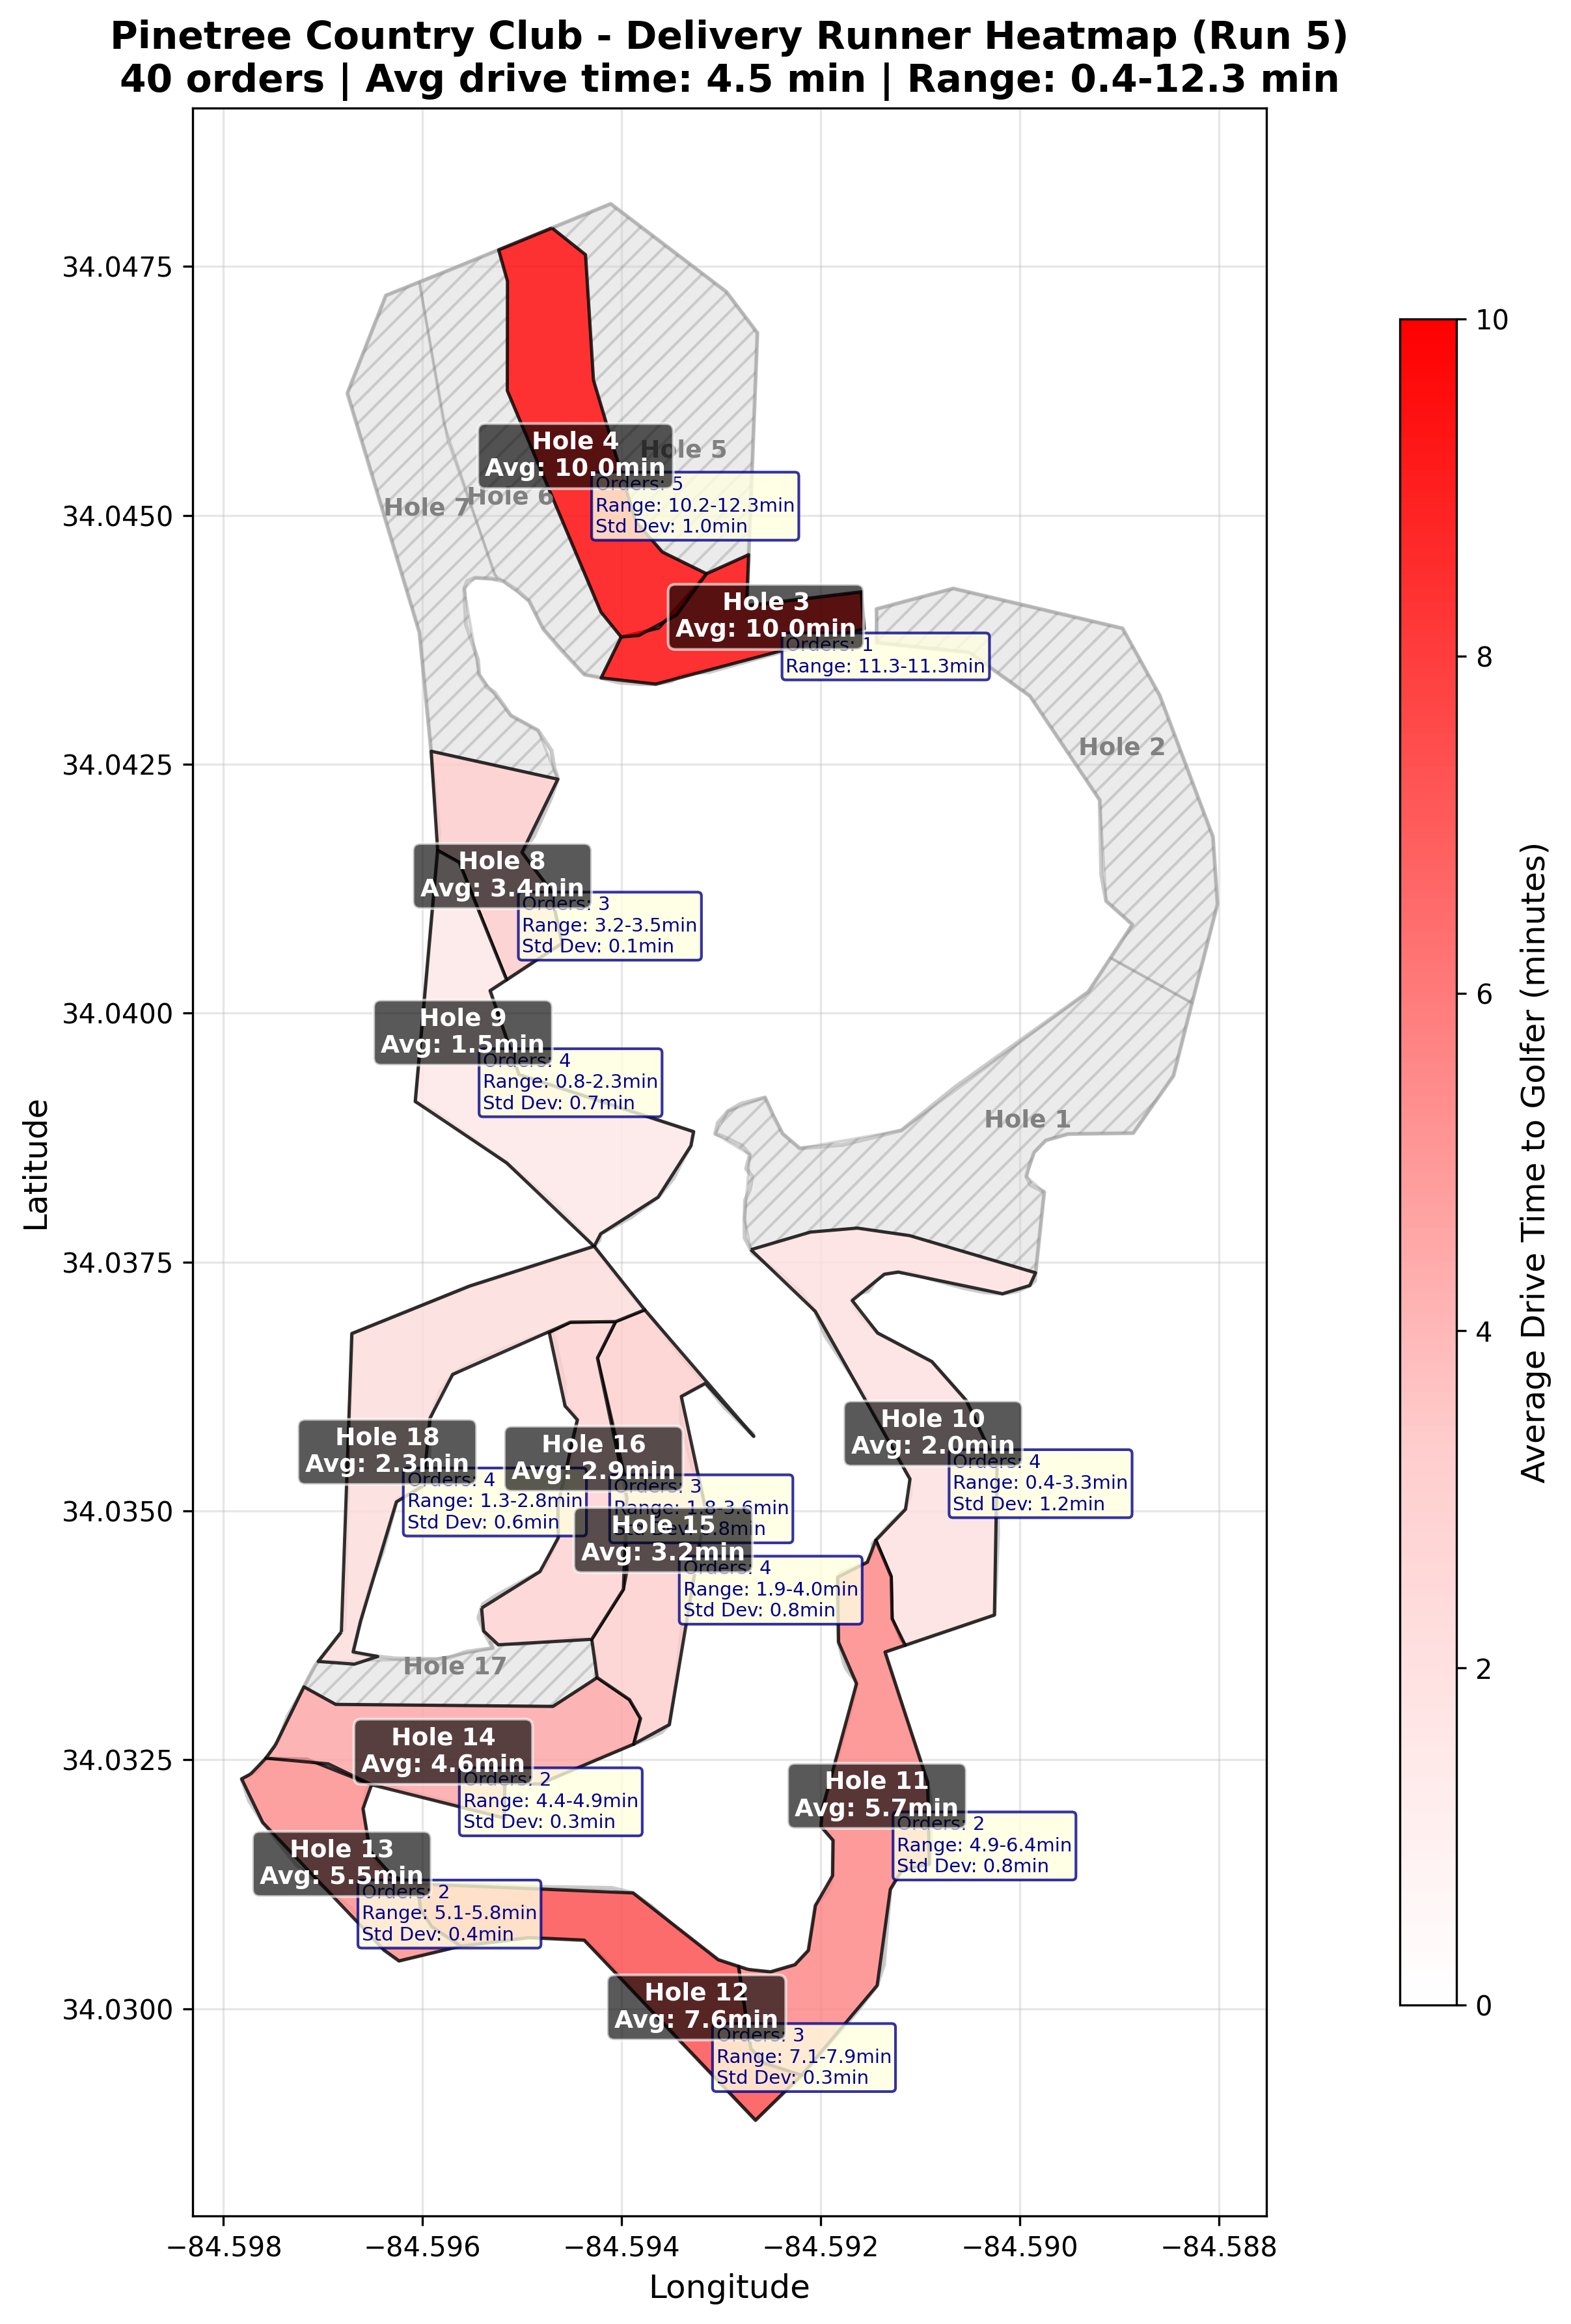 Pinetree Country Club - Delivery Runner Heatmap (Run 5)
40 orders | Avg drive time: 4.5 min | Range: 0.4-12.3 min
Latitude
34.0475
34.0450
34.0425
34.0400
34.0375
34.0350
34.0325
34.0300
Hole 4
Avg: 10.0min
Hole 5
Orders: 5
Range: 10.2-12.3min
Std Dev: 1.0min
Hole 7
Hole 6
Hole 3
Avg: 10.0min
Orders: 1
Range: 11.3-11.3min
Hole 2
Hole 8
Avg: 3.4min
Orders: 3
Range: 3.2-3.5min
Std Dev: 0.1min
Hole 9
Avg: 1.5min
Orders: 4
Range: 0.8-2.3min
Std Dev: 0.7min
Hole 1
Hole 10
Avg: 2.0min
Orders: 4
Range: 0.4-3.3min
Std Dev: 1.2min
Hole 18
Avg: 2.3min
Orders: 4
Range: 1.3-2.8min
Std Dev: 0.6min
Hole 16
Avg: 2.9min
Orders: 3
Range: 1.8-3.6min
Std Dev: 0.8min
Hole 15
Avg: 3.2min
Orders: 4
Range: 1.9-4.0min
Std Dev: 0.8min
Hole 17
Hole 14
Avg: 4.6min
Orders: 2
Range: 4.4-4.9min
Std Dev: 0.3min
Hole 11
Avg: 5.7min
Orders: 2
Range: 4.9-6.4min
Std Dev: 0.8min
Hole 13
Avg: 5.5min
Orders: 2
Range: 5.1-5.8min
Std Dev: 0.4min
Hole 12
Avg: 7.6min
Orders: 3
Range: 7.1-7.9min
Std Dev: 0.3min
−84.598
−84.596
−84.594
−84.592
−84.590
−84.588
Longitude
10
8
6
4
2
0
Average Drive Time to Golfer (minutes)